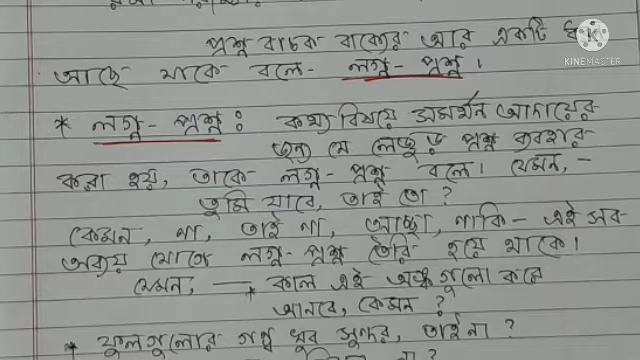 প্রশ্ন বাচক বাক্যের আর একটি
আছে যাকে বলে- লগ্ন-প্রশ্ন।
* লগ্ন-প্রশ্ন : কথ্য বিষয়ে সমর্থন আদায়ের
জন্য যে লেজুড় প্রশ্ন ব্যবহার
করা হয়, তাকে লগ্ন-প্রশ্ন বলে। যেমন, –
তুমি যাবে, তাই তো ?
কেমন, না, তাই না, আচ্ছা, নাকি – এই সব
অব্যয় যোগে লগ্ন-প্রশ্ন তৈরি হয়ে থাকে।
যেমন, —* কাল এই অঙ্কগুলো করে
আনবে, কেমন ?
* ফুলগুলোর গন্ধ খুব সুন্দর, তাই না ?
না ?
KINEMASTER